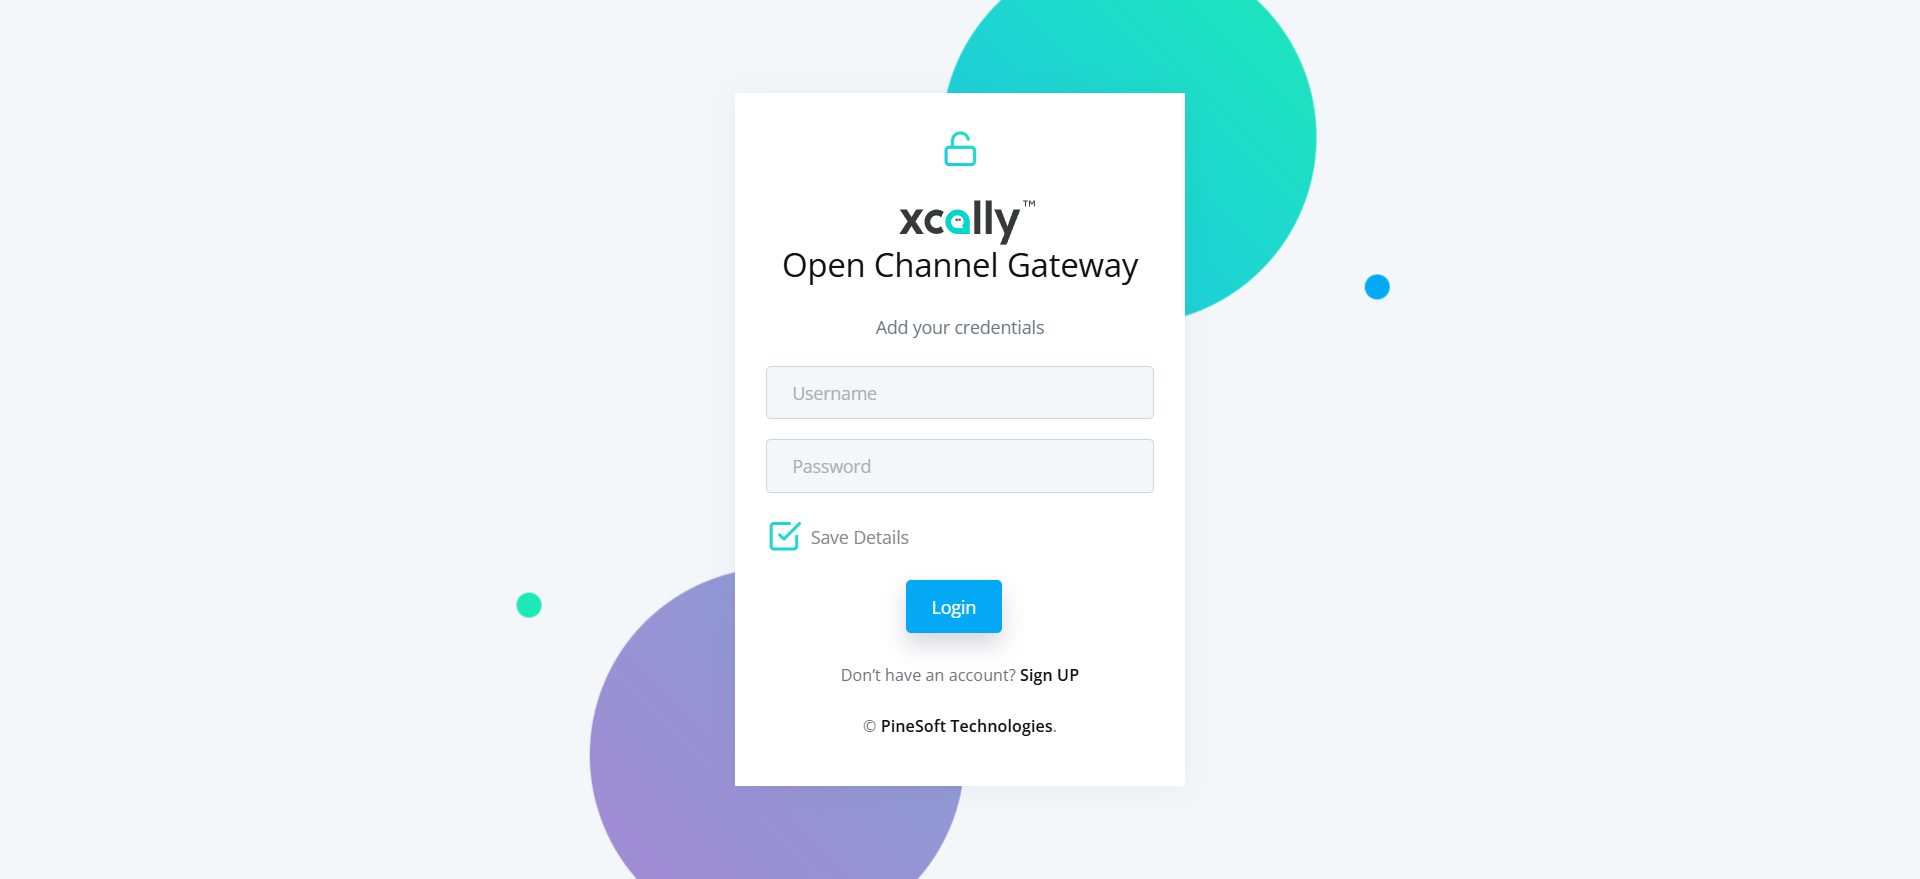 xcally™
Open Channel Gateway
Add your credentials
Username
Password
Save Details
Login
Don't have an account? Sign UP
© PineSoft Technologies.